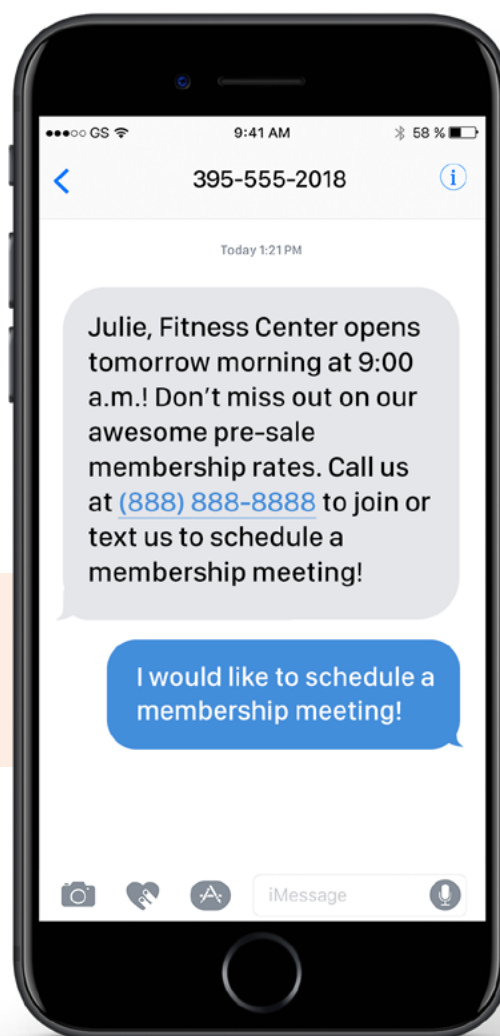 GS 9:41 AM 58 %
395-555-2018
Today 1:21 PM
Julie, Fitness Center opens
tomorrow morning at 9:00
a.m.! Don’t miss out on our
awesome pre-sale
membership rates. Call us
at (888) 888-8888 to join or
text us to schedule a
membership meeting!
I would like to schedule a
membership meeting!
iMessage